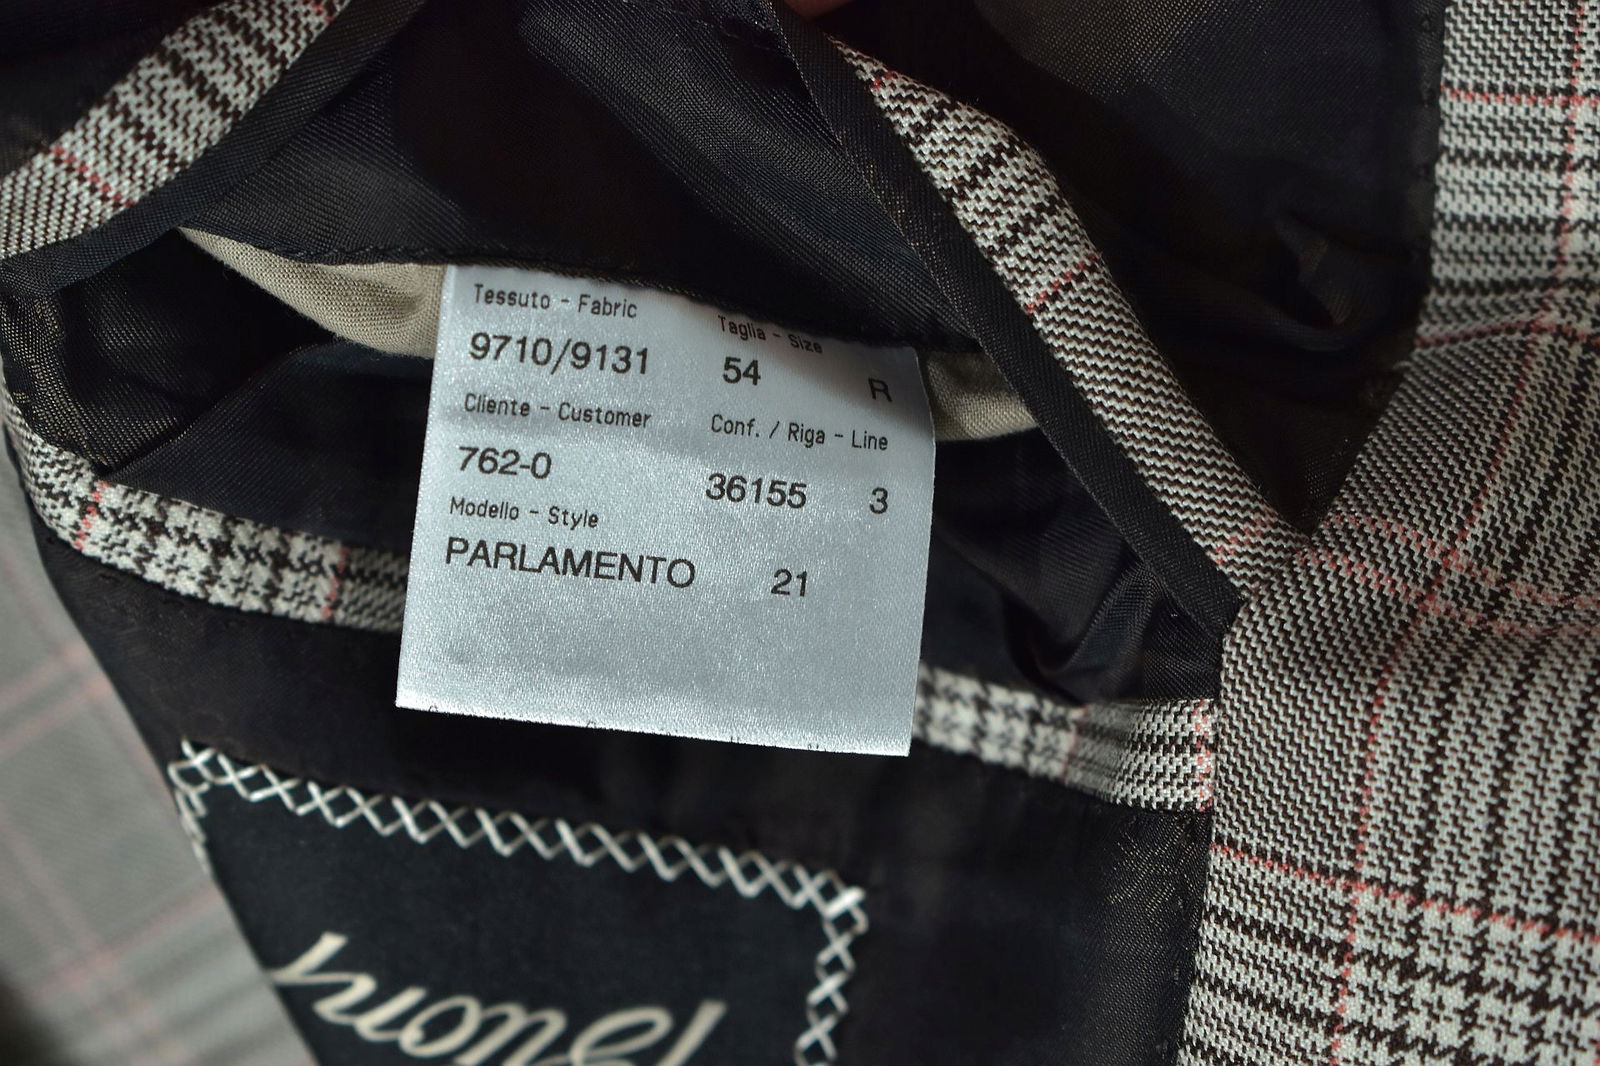 Tessuto - Fabric
Taglia - Size
9710/9131 54 R
Cliente - Customer
Conf. / Riga - Line
762-0 36155 3
Modello - Style
PARLAMENTO 21
Brioni